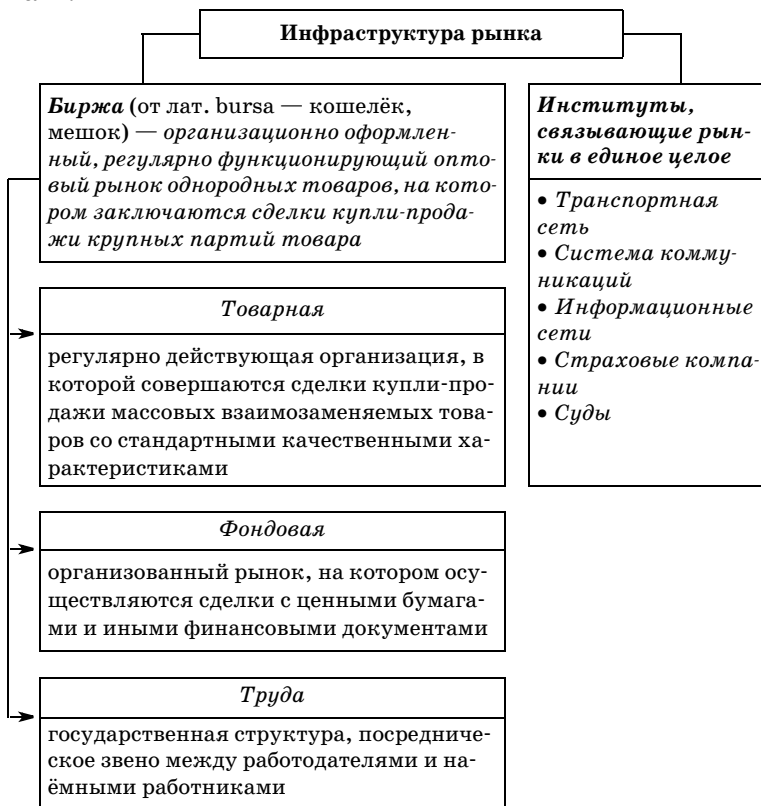 Инфраструктура рынка
Биржа (от лат. bursa — кошелёк,
мешок) — организационно оформлен-
ный, регулярно функционирующий опто-
вый рынок однородных товаров, на кото-
ром заключаются сделки купли-прода-
жи крупных партий товара
Товарная
регулярно действующая организация, в
которой совершаются сделки купли-про-
дажи массовых взаимозаменяемых това-
ров со стандартными качественными ха-
рактеристиками
Фондовая
организованный рынок, на котором осу-
ществляются сделки с ценными бумага-
ми и иными финансовыми документами
Труда
государственная структура, посредниче-
ское звено между работодателями и на-
ёмными работниками
Институты,
связывающие рын-
ки в единое целое
• Транспортная
сеть
• Система комму-
никаций
• Информационные
сети
• Страховые компа-
нии
• Суды